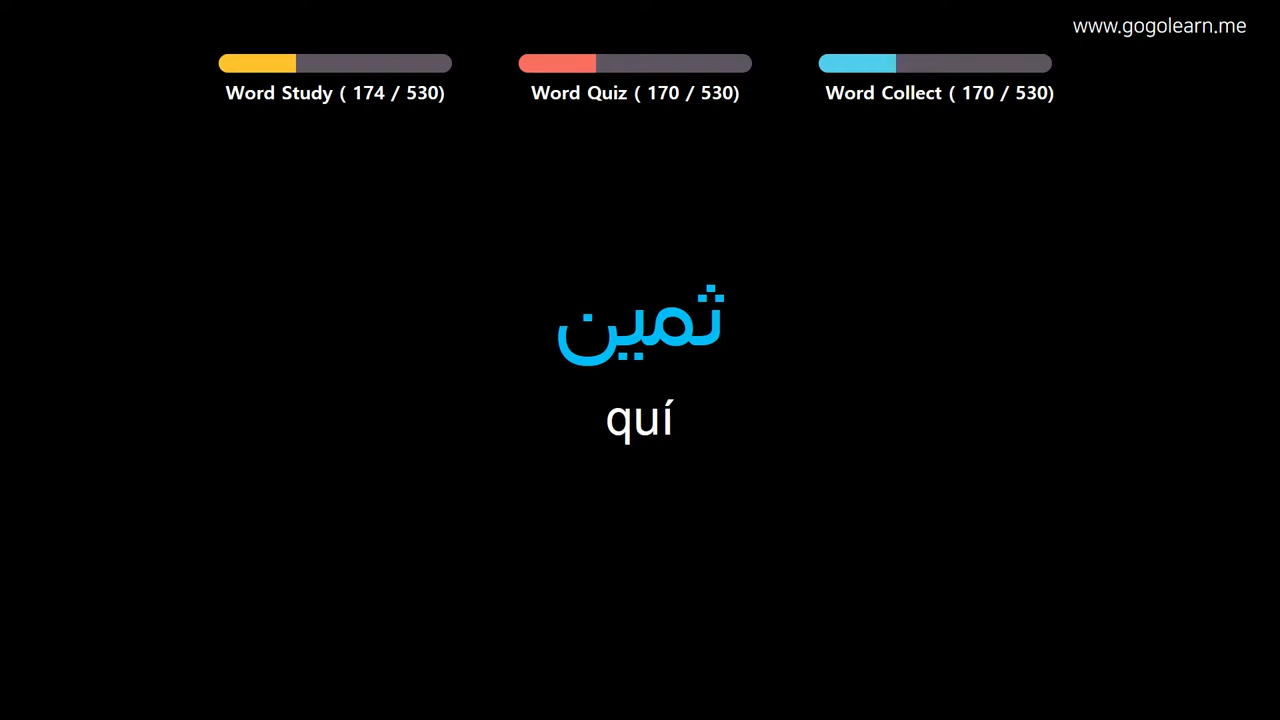 www.gogolearn.me
Word Study ( 174 / 530)
Word Quiz ( 170 / 530)
Word Collect ( 170 / 530)
ثمين
quí